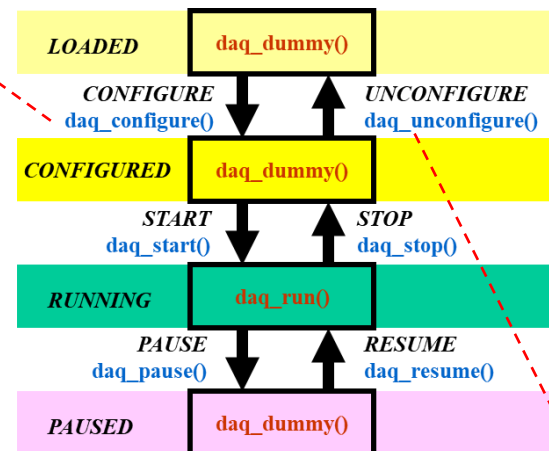 LOADED daq_dummy()
CONFIGURE UNCONFIGURE
daq_configure() daq_unconfigure()
CONFIGURED daq_dummy()
START STOP
daq_start() daq_stop()
RUNNING daq_run()
PAUSE RESUME
daq_pause() daq_resume()
PAUSED daq_dummy()